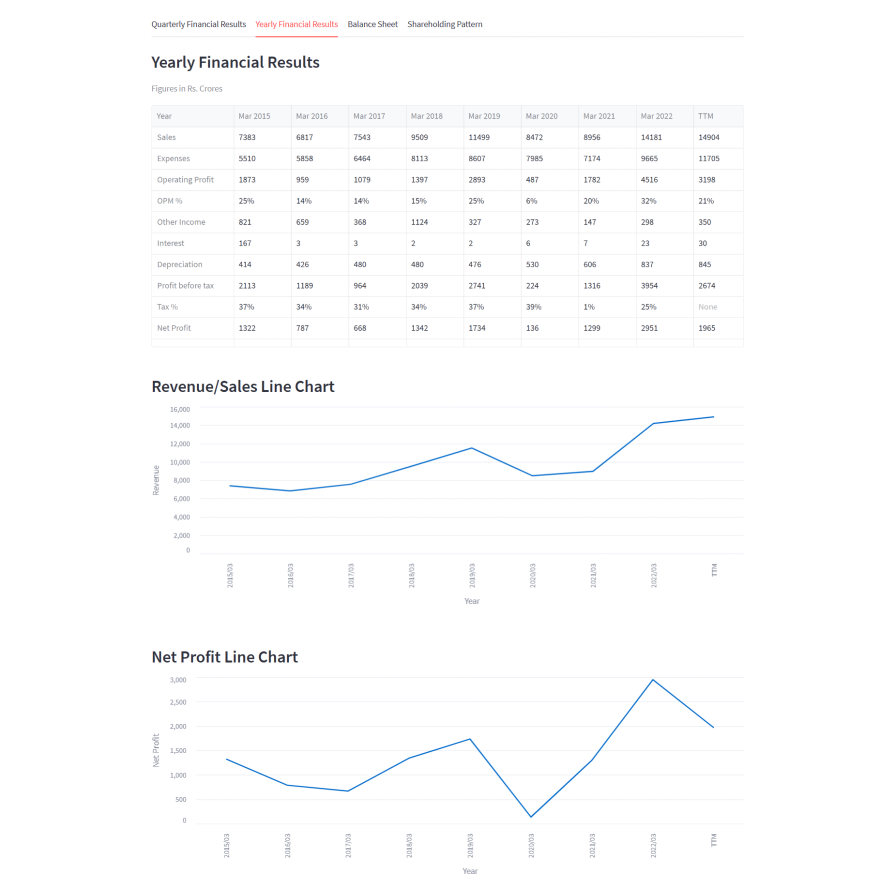 Quarterly Financial Results Yearly Financial Results Balance Sheet Shareholding Pattern
Yearly Financial Results
Figures in Rs. Crores
Year Mar 2015 Mar 2016 Mar 2017 Mar 2018 Mar 2019 Mar 2020 Mar 2021 Mar 2022 TTM
Sales 7383 6817 7543 9509 11499 8472 8956 14181 14904
Expenses 5510 5858 6464 8113 8607 7985 7174 9665 11705
Operating Profit 1873 959 1079 1397 2893 487 1782 4516 3198
OPM % 25% 14% 14% 15% 25% 6% 20% 32% 21%
Other Income 821 659 368 1124 327 273 147 298 350
Interest 167 3 3 2 2 6 7 23 30
Depreciation 414 426 480 480 476 530 606 837 845
Profit before tax 2113 1189 964 2039 2741 224 1316 3954 2674
Tax % 37% 34% 31% 34% 37% 39% 1% 25% None
Net Profit 1322 787 668 1342 1734 136 1299 2951 1965
Revenue/Sales Line Chart
16,000
14,000
12,000
10,000
8,000
6,000
4,000
2,000
0
Revenue
2015/03 2016/03 2017/03 2018/03 2019/03 2020/03 2021/03 2022/03 TTM
Year
Net Profit Line Chart
3,000
2,500
2,000
1,500
1,000
500
0
Net Profit
2015/03 2016/03 2017/03 2018/03 2019/03 2020/03 2021/03 2022/03 TTM
Year